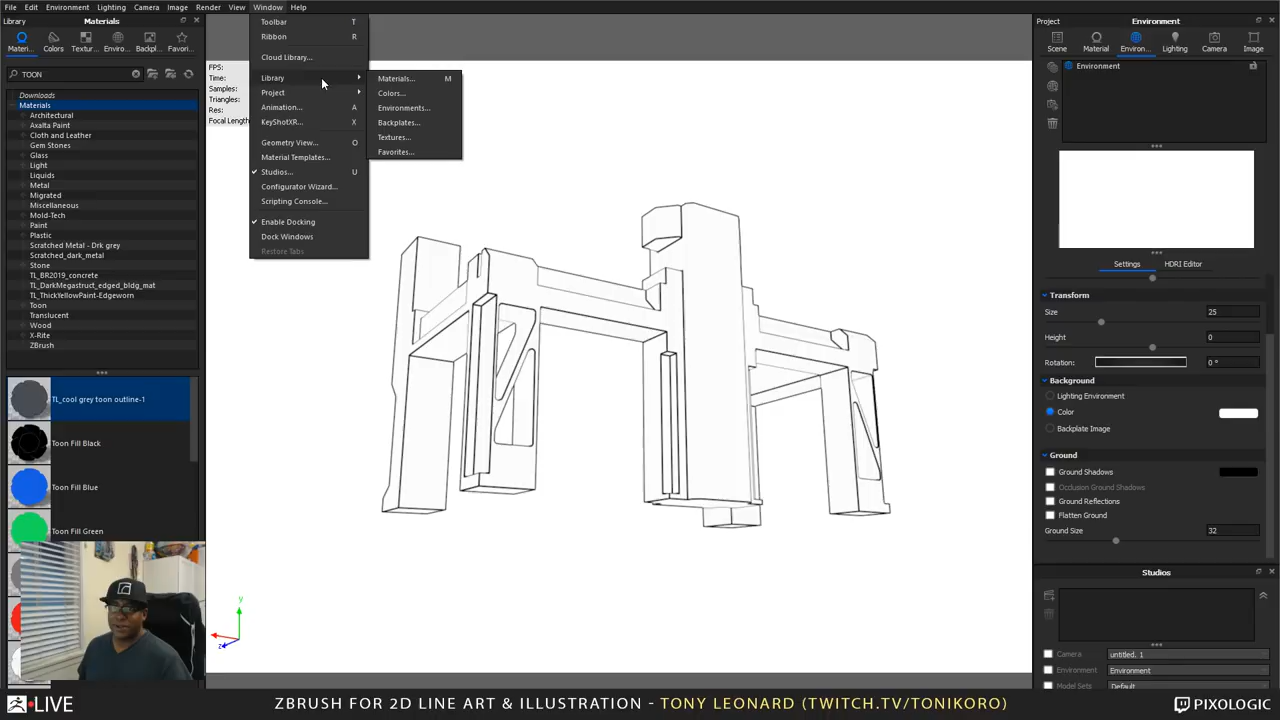 File Edit Environment Camera Image Render View Window Help
Library Materials
Materi... Colors Textur... Enviro... Backpl... Favori...
TOON
Downloads
Materials
Architectural
Axalta Paint
Cloth and Leather
Gem Stones
Glass
Light
Liquids
Metal
Migrated
Miscellaneous
Mold-Tech
Paint
Plastic
Scratched Metal - Drk grey
Scratched_dark_metal
Stone
TL_BR2019_concrete
TL_DarkMegastruct_edged_bldg_mat
TL_ThickYellowPaint-Edgeworn
Toon
Translucent
Wood
X-Rite
ZBrush
TL_cool grey toon outline-1
Toon Fill Black
Toon Fill Blue
Toon Fill Green
FPS:
Time:
Samples:
Triangles:
Res:
Focal Length
Toolbar T
Ribbon R
Cloud Library...
Library
Project
Animation... A
KeyShotXR... X
Geometry View... O
Material Templates...
Studios... U
Configurator Wizard...
Scripting Console...
Enable Docking
Dock Windows
Restore Tabs
Materials... M
Colors...
Environments...
Backplates...
Textures...
Favorites...
y
z
Project Environment
Scene Material Environ... Lighting Camera Image
Environment
Settings HDRI Editor
Transform
Size 25
Height 0
Rotation: 0 °
Background
Lighting Environment
Color
Backplate Image
Ground
Ground Shadows
Occlusion Ground Shadows
Ground Reflections
Flatten Ground
Ground Size 32
Studios
Camera untitled. 1
Environment Environment
Model Sets Default
LIVE
ZBRUSH FOR 2D LINE ART & ILLUSTRATION - TONY LEONARD (TWITCH.TV/TONIKORO)
PIXOLOGIC